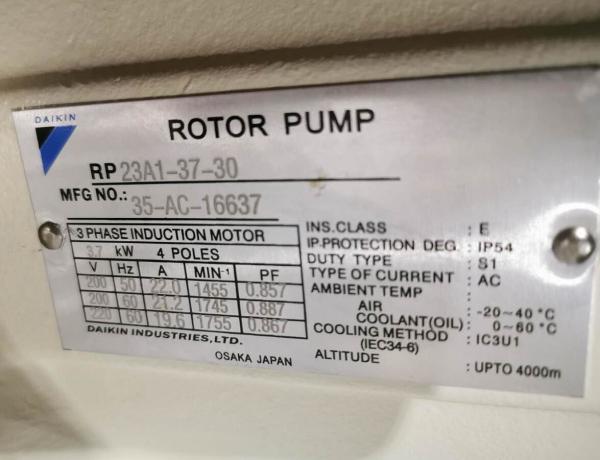 DAIKIN
ROTOR PUMP
RP 23A1-37-30
MFG NO.: 35-AC-16637
3 PHASE INDUCTION MOTOR
3.7 kW 4 POLES
V Hz A MIN-1 PF
200 50 22.0 1455 0.857
200 60 21.2 1745 0.887
220 60 19.6 1755 0.867
DAIKIN INDUSTRIES, LTD.
OSAKA JAPAN
INS.CLASS : E
IP.PROTECTION DEG. : IP54
DUTY TYPE : S1
TYPE OF CURRENT : AC
AMBIENT TEMP :
AIR : -20~40 °C
COOLANT(OIL) : 0~60 °C
COOLING METHOD : IC3U1
(IEC34-6)
ALTITUDE : UPTO 4000m